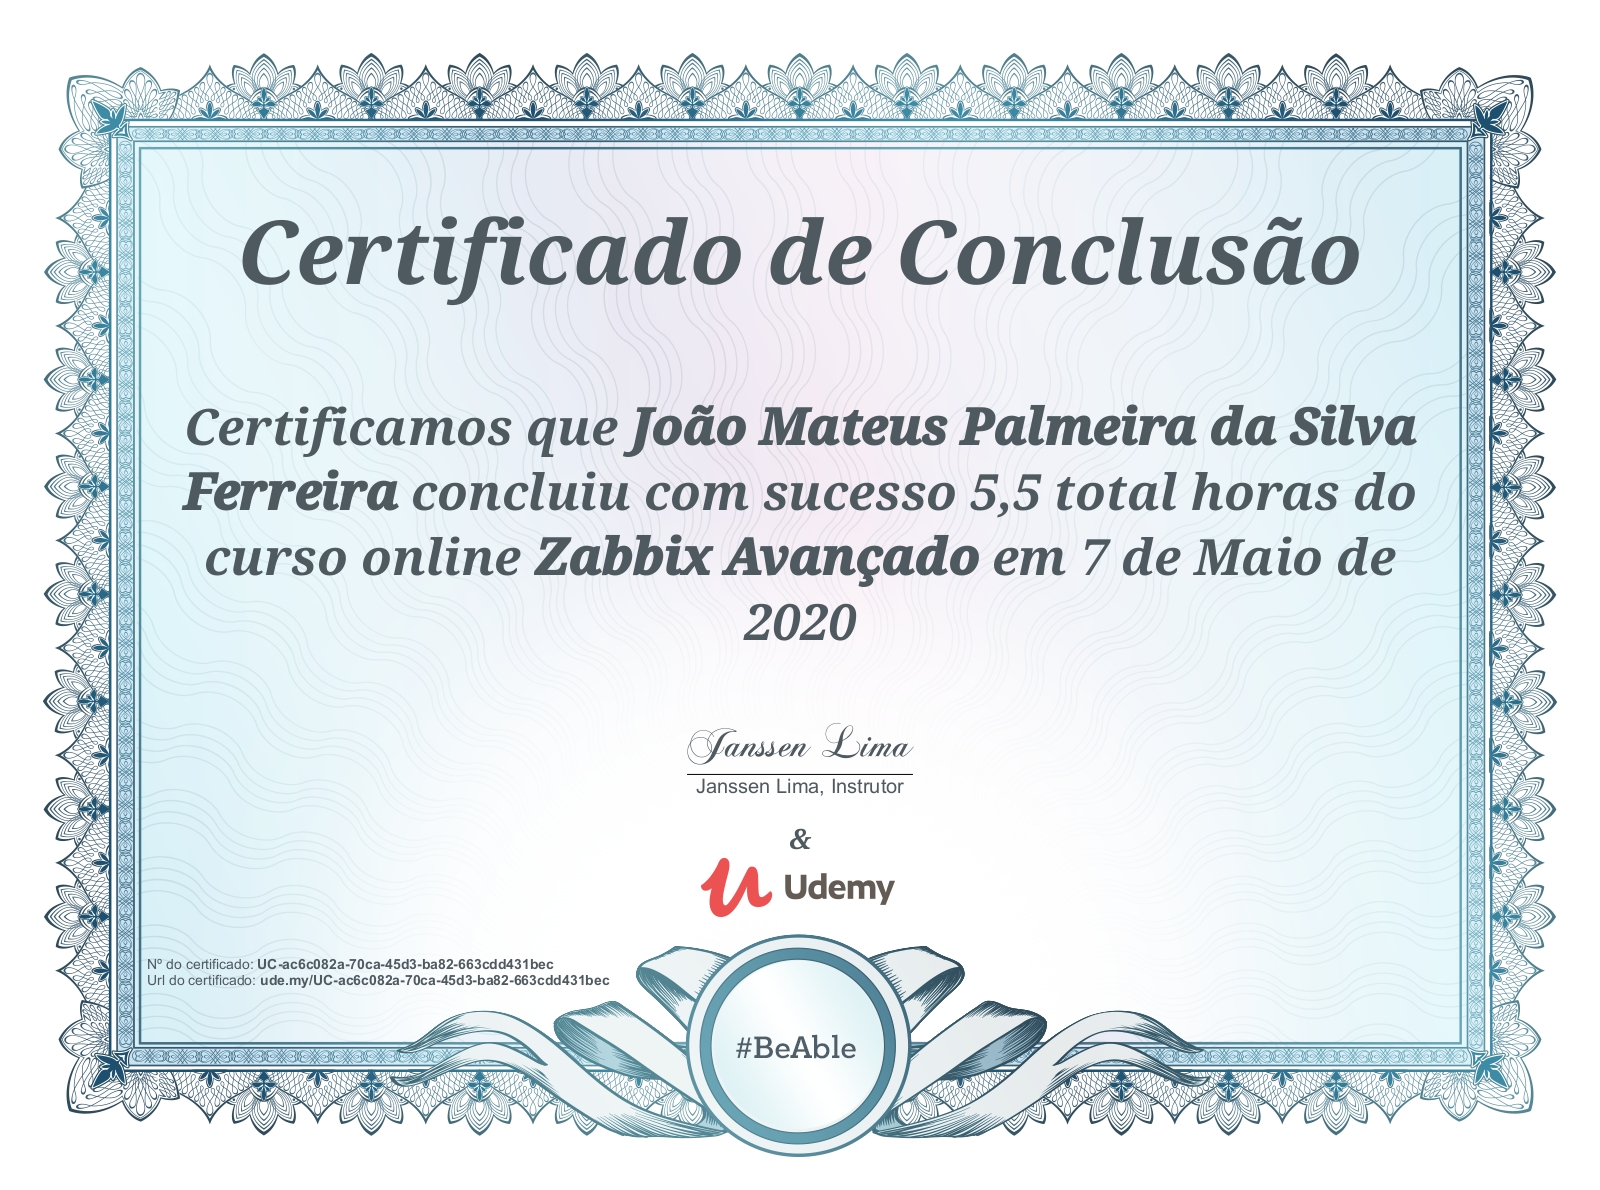 Certificado de Conclusão
Certificamos que João Mateus Palmeira da Silva
Ferreira concluiu com sucesso 5,5 total horas do
curso online Zabbix Avançado em 7 de Maio de
2020
Janssen Lima
Janssen Lima, Instrutor
&
Udemy
Nº do certificado: UC-ac6c082a-70ca-45d3-ba82-663cdd431bec
Url do certificado: ude.my/UC-ac6c082a-70ca-45d3-ba82-663cdd431bec
#BeAble